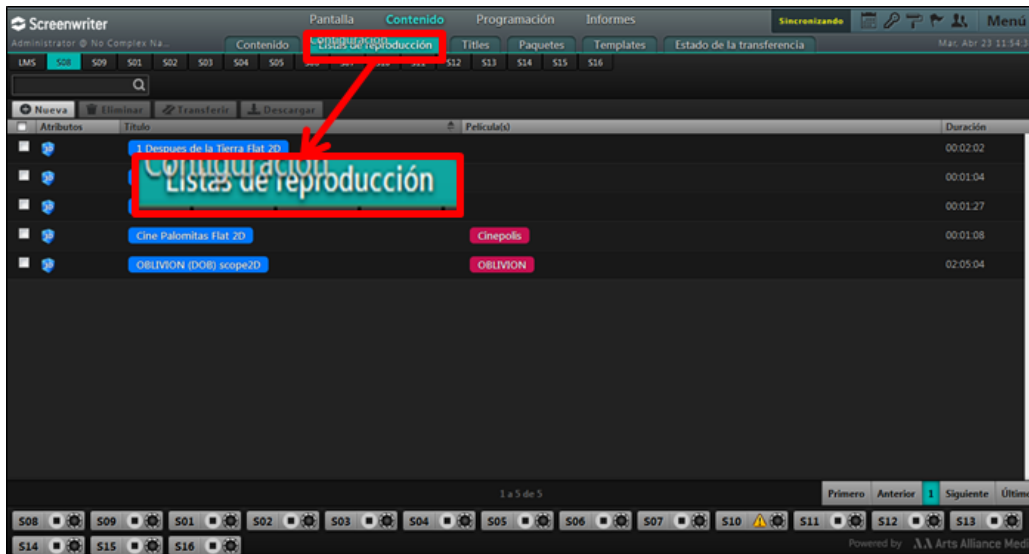 Screenwriter Pantalla Contenido Programación Informes Sincronizando Menú
Administrator @ No Complex Na... Configuración Mar, Abr 23 11:54:3
Contenido Listas de reproducción Titles Paquetes Templates Estado de la transferencia
LMS S08 S09 S01 S02 S03 S04 S05 S12 S13 S14 S15 S16
Nueva Eliminar Transferir Descargar
Atributos Título Película(s) Duración
1 Despues de la Tierra Flat 2D 00:02:02
Configuración
Listas de reproducción
00:01:04
00:01:27
Cine Palomitas Flat 2D Cinepolis 00:01:08
OBLIVION (DOB) scope2D OBLIVION 02:05:04
1 a 5 de 5
Primero Anterior 1 Siguiente Último
S08 S09 S01 S02 S03 S04 S05 S06 S07 S10 S11 S12 S13
S14 S15 S16 Powered by Arts Alliance Medi